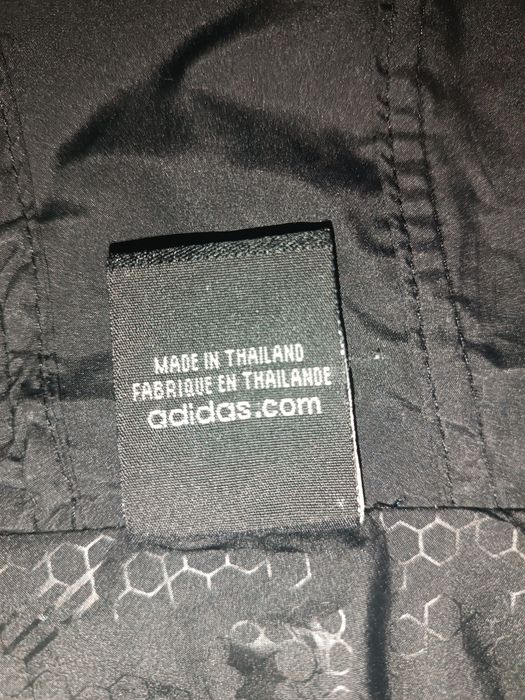 MADE IN THAILAND
FABRIQUE EN THAILANDE
adidas.com